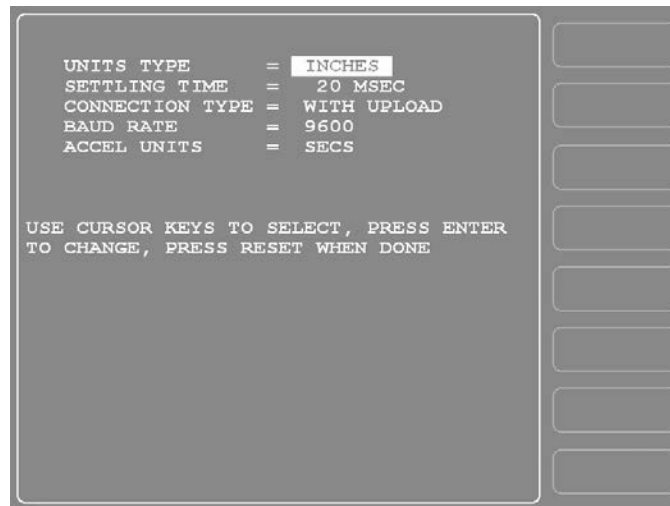 UNITS TYPE = INCHES
SETTLING TIME = 20 MSEC
CONNECTION TYPE = WITH UPLOAD
BAUD RATE = 9600
ACCEL UNITS = SECS
USE CURSOR KEYS TO SELECT, PRESS ENTER
TO CHANGE, PRESS RESET WHEN DONE